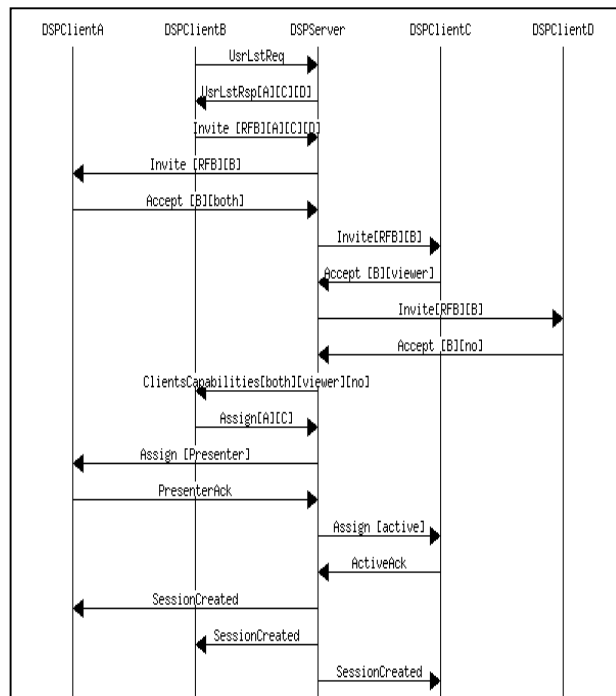 DSPClientA DSPClientB DSPServer DSPClientC DSPClientD
UsrLstReq
UsrLstRsp[A][C][D]
Invite [RFB][A][C][D]
Invite [RFB][B]
Accept [B][both]
Invite[RFB][B]
Accept [B][viewer]
Invite[RFB][B]
Accept [B][no]
ClientsCapabilities[both][viewer][no]
Assign[A][C]
Assign [Presenter]
PresenterAck
Assign [active]
ActiveAck
SessionCreated
SessionCreated
SessionCreated